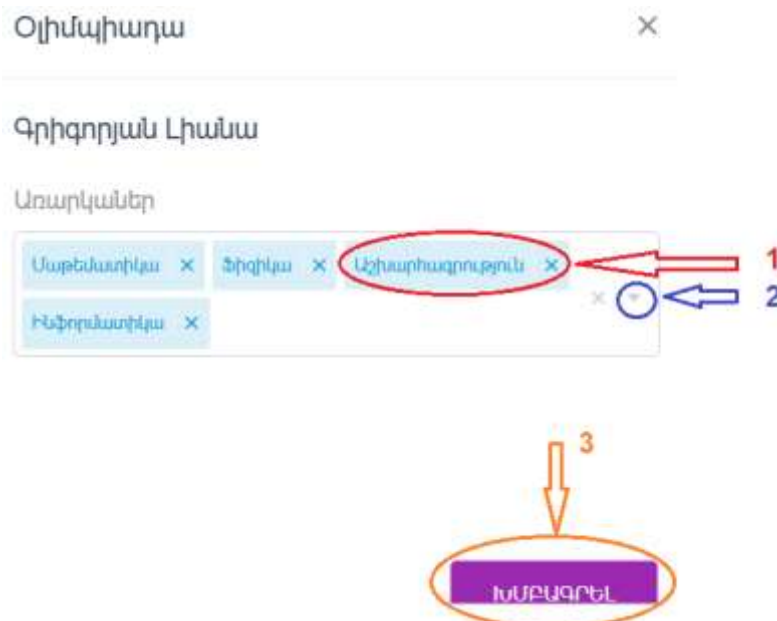 Օլիմպիադա ×
Գրիգորյան Լիանա
Առարկաներ
Մաթեմատիկա × Ֆիզիկա × Աշխարհագրություն × 1
× 2
Ինֆորմատիկա ×
3
ԽՄԲԱԳՐԵԼ